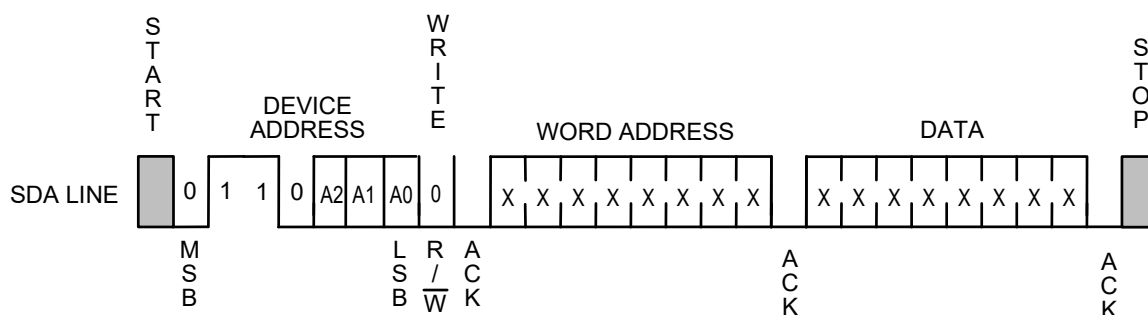 START
WRITE
STOP
DEVICE
ADDRESS
WORD ADDRESS
DATA
SDA LINE
0 1 1 0 A2 A1 A0 0 X X X X X X X X X X X X X X X X
MSB
LSB
R/W
ACK
ACK
ACK